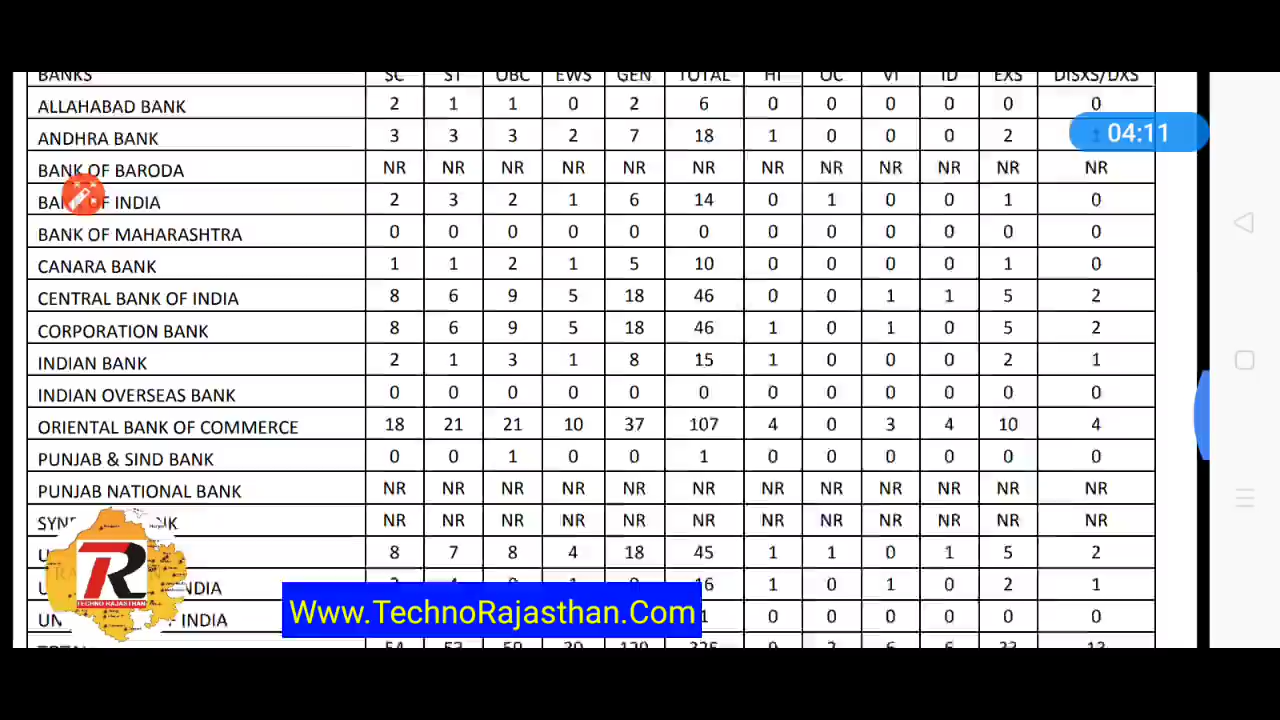 BANKS SC ST OBC EWS GEN TOTAL HI OC VI ID EXS DISXS/DXS
ALLAHABAD BANK 2 1 1 0 2 6 0 0 0 0 0 0
ANDHRA BANK 3 3 3 2 7 18 1 0 0 0 2
04:11
BANK OF BARODA NR NR NR NR NR NR NR NR NR NR NR NR
BANK OF INDIA 2 3 2 1 6 14 0 1 0 0 1 0
BANK OF MAHARASHTRA 0 0 0 0 0 0 0 0 0 0 0 0
CANARA BANK 1 1 2 1 5 10 0 0 0 0 1 0
CENTRAL BANK OF INDIA 8 6 9 5 18 46 0 0 1 1 5 2
CORPORATION BANK 8 6 9 5 18 46 1 0 1 0 5 2
INDIAN BANK 2 1 3 1 8 15 1 0 0 0 2 1
INDIAN OVERSEAS BANK 0 0 0 0 0 0 0 0 0 0 0 0
ORIENTAL BANK OF COMMERCE 18 21 21 10 37 107 4 0 3 4 10 4
PUNJAB & SIND BANK 0 0 1 0 0 1 0 0 0 0 0 0
PUNJAB NATIONAL BANK NR NR NR NR NR NR NR NR NR NR NR NR
NR NR NR NR NR NR NR NR NR NR NR NR
8 7 8 4 18 45 1 1 0 1 5 2
1 0 1 0 2 1
INDIA 0 0 0 0 0 0
TR
TECHNO RAJASTHAN
Www.TechnoRajasthan.Com